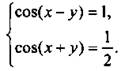 cos(x − y) = 1,
cos(x + y) = 1/2.